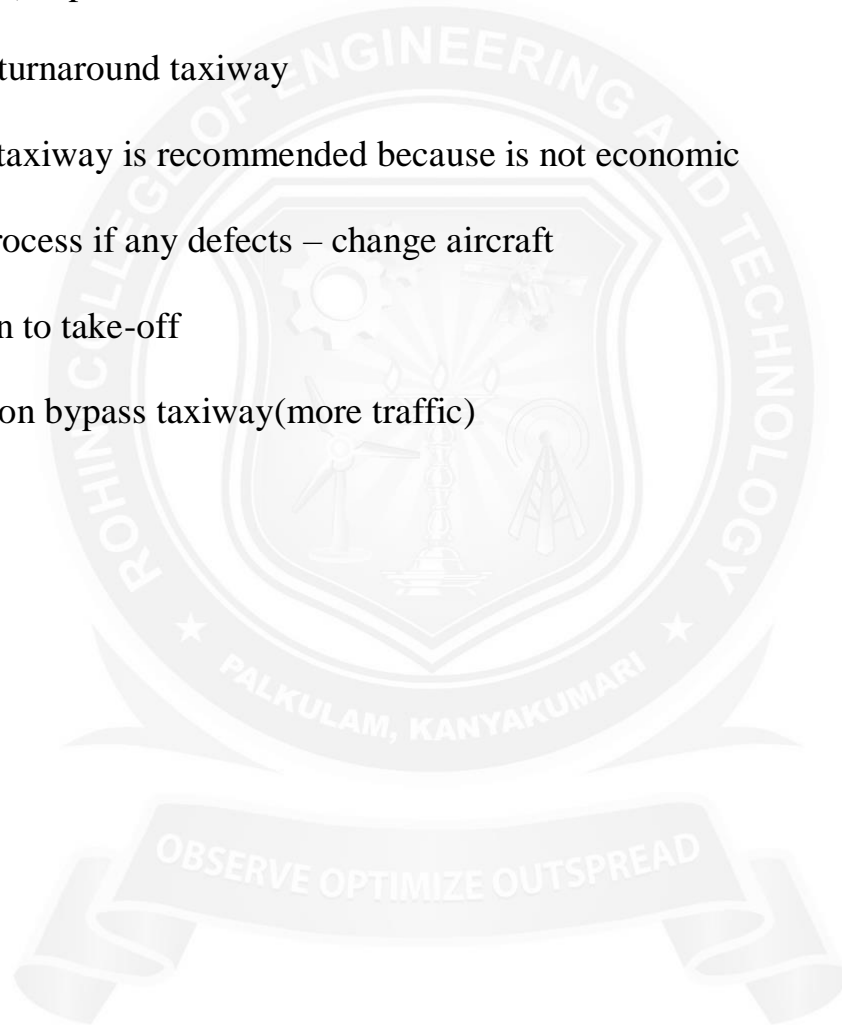 turnaround taxiway
taxiway is recommended because is not economic
rocess if any defects – change aircraft
n to take-off
on bypass taxiway(more traffic)
ROHINI COLLEGE OF ENGINEERING AND TECHNOLOGY
PALKULAM, KANYAKUMARI
OBSERVE OPTIMIZE OUTSPREAD